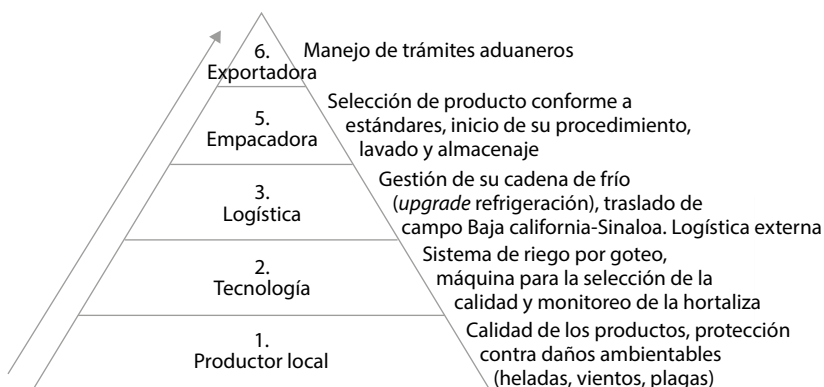 6.
Exportadora
Manejo de trámites aduaneros
5.
Empacadora
Selección de producto conforme a
estándares, inicio de su procedimiento,
lavado y almacenaje
3.
Logística
Gestión de su cadena de frío
(upgrade refrigeración), traslado de
campo Baja california-Sinaloa. Logística externa
2.
Tecnología
Sistema de riego por goteo,
máquina para la selección de la
calidad y monitoreo de la hortaliza
1.
Productor local
Calidad de los productos, protección
contra daños ambientables
(heladas, vientos, plagas)